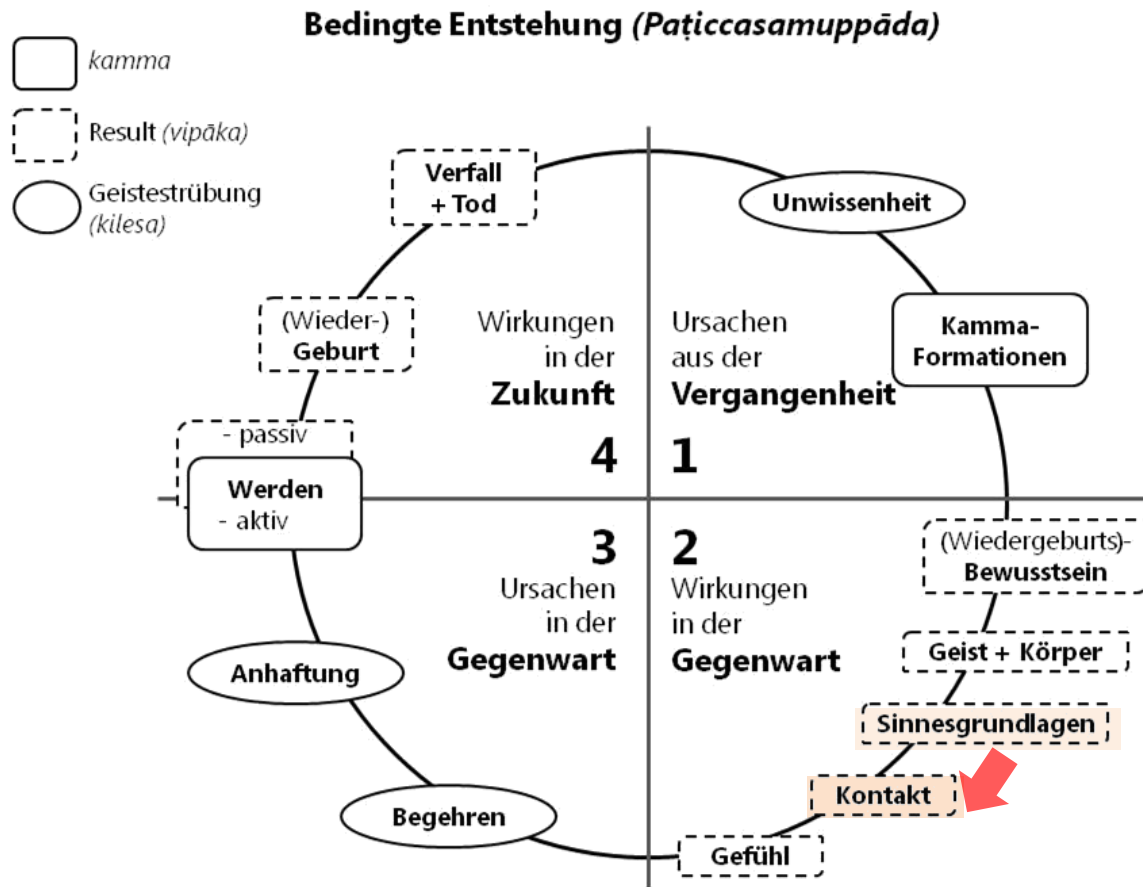 Bedingte Entstehung (Paṭiccasamuppāda)
kamma
Result (vipāka)
Geistestrübung
(kilesa)
Verfall
+ Tod
Unwissenheit
(Wieder-)
Geburt
Wirkungen
in der
Zukunft
4
Ursachen
aus der
Vergangenheit
1
Kamma-
Formationen
- passiv
Werden
- aktiv
3
Ursachen
in der
Gegenwart
2
Wirkungen
in der
Gegenwart
(Wiedergeburts)-
Bewusstsein
Geist + Körper
Anhaftung
Sinnesgrundlagen
Kontakt
Begehren
Gefühl